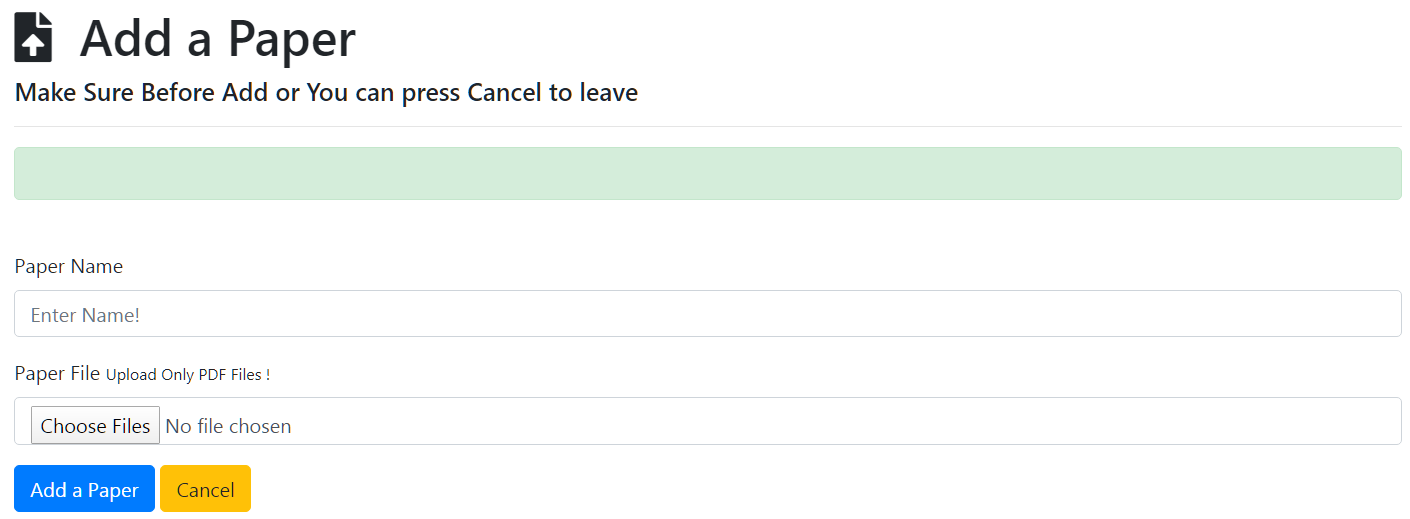 Add a Paper
Make Sure Before Add or You can press Cancel to leave
Paper Name
Enter Name!
Paper File Upload Only PDF Files !
Choose Files No file chosen
Add a Paper Cancel